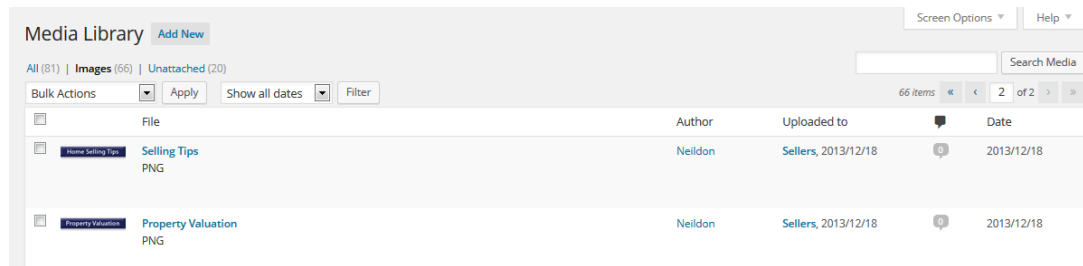 Screen Options Help
Media Library Add New
All (81) | Images (66) | Unattached (20)
Search Media
Bulk Actions Apply Show all dates Filter
66 items « ‹ 2 of 2 › »
File Author Uploaded to Date
Home Selling Tips Selling Tips Neildon Sellers, 2013/12/18 0 2013/12/18
PNG
Property Valuation Property Valuation Neildon Sellers, 2013/12/18 0 2013/12/18
PNG